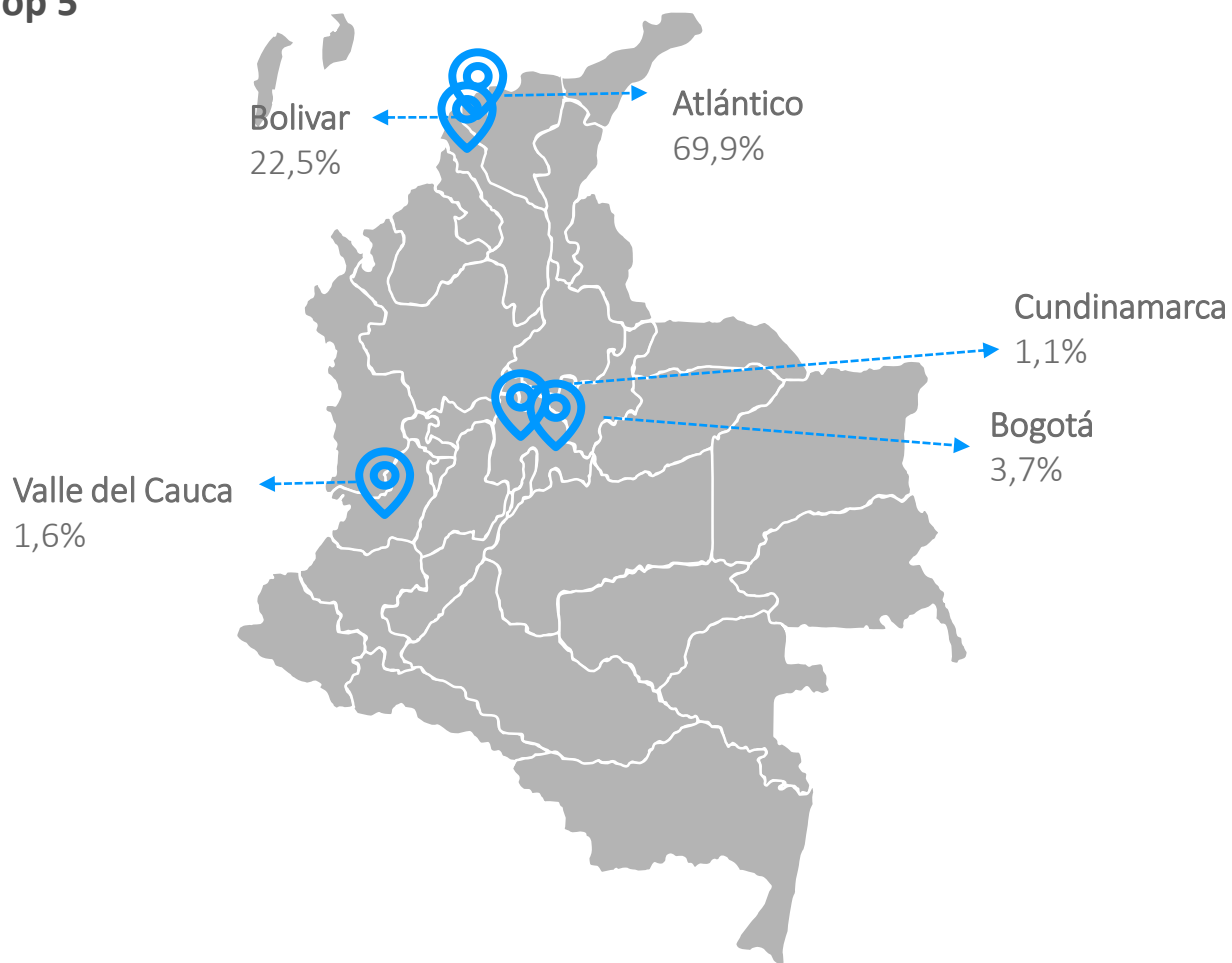 op 5
Bolivar
22,5%
Atlántico
69,9%
Cundinamarca
1,1%
Bogotá
3,7%
Valle del Cauca
1,6%